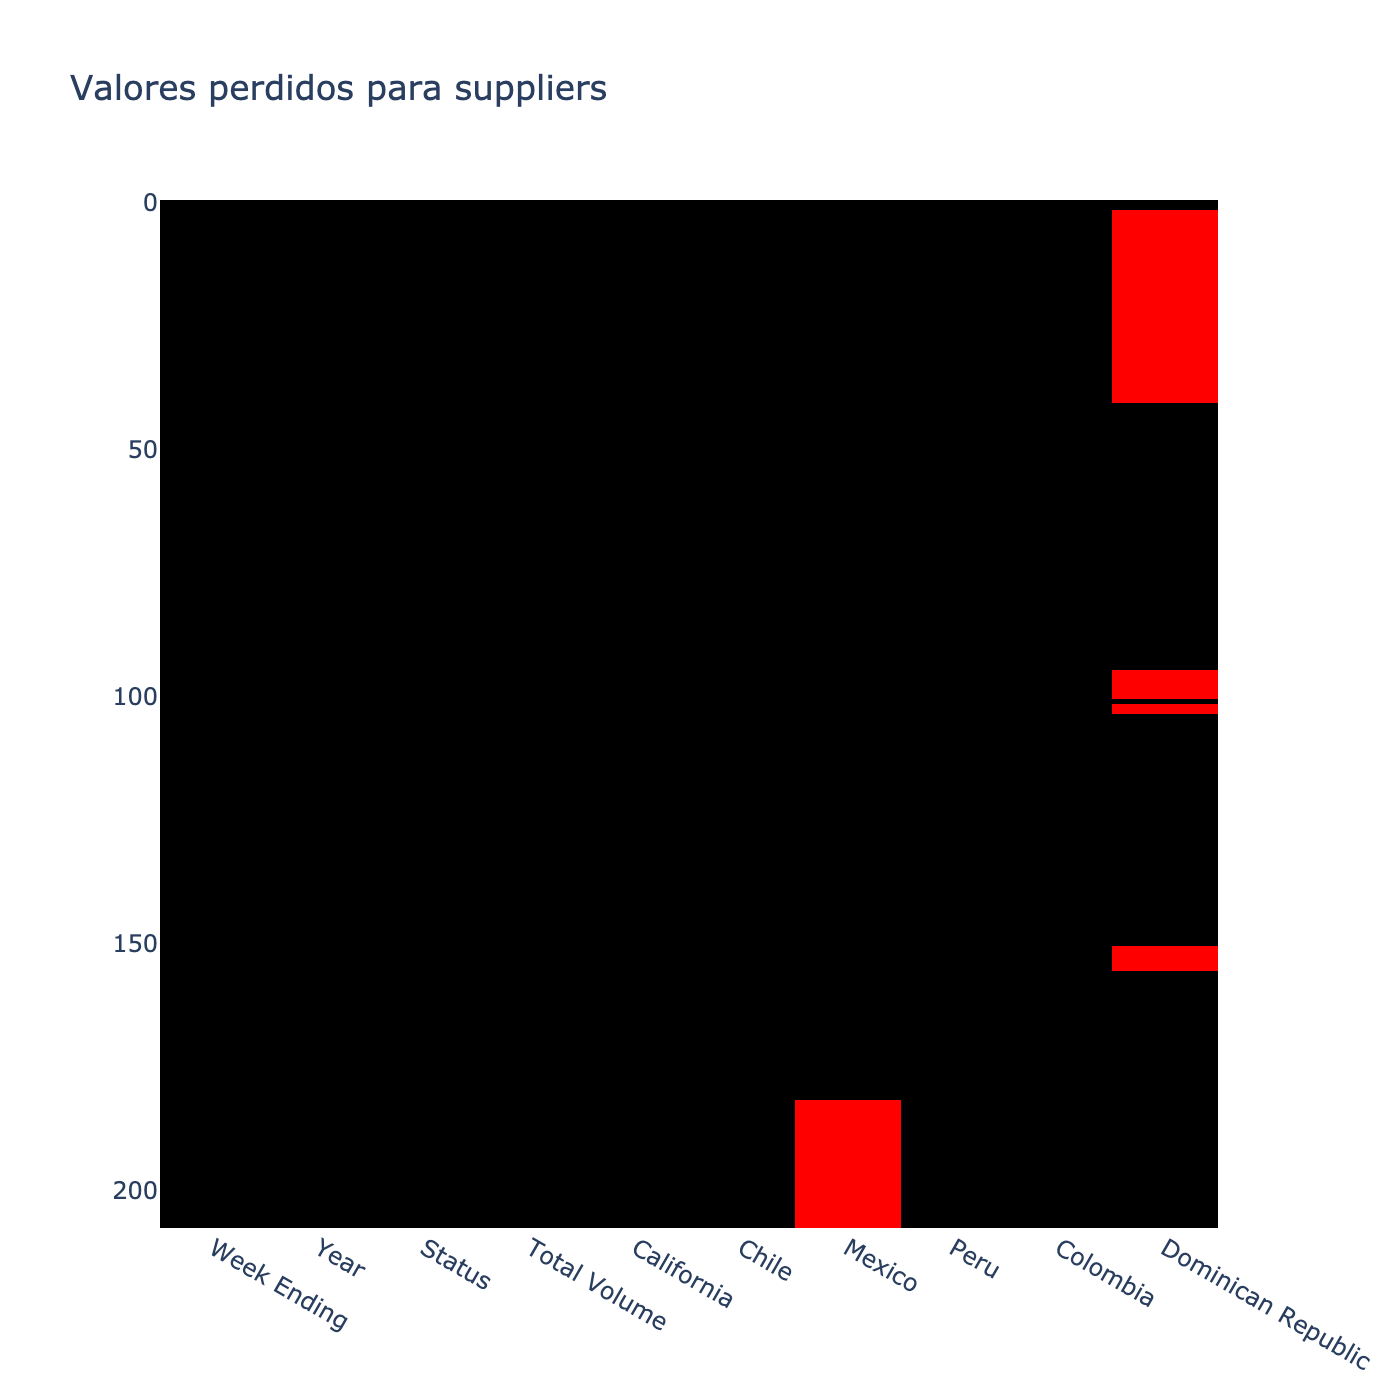 Valores perdidos para suppliers
0
50
100
150
200
Week Ending
Year
Status
Total Volume
California
Chile
Mexico
Peru
Colombia
Dominican Republic